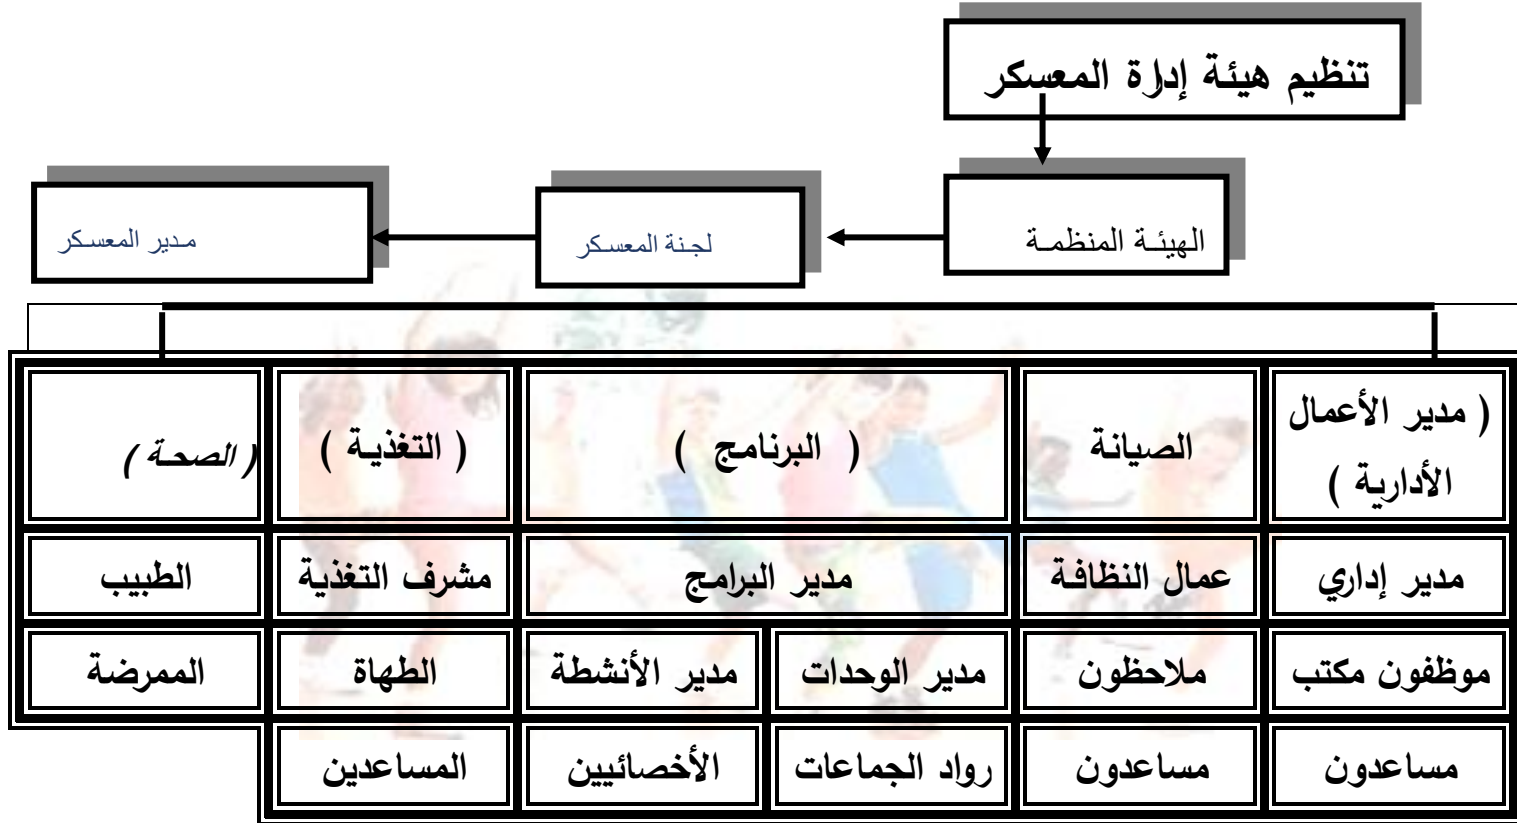 تنظيم هيئة إدارة المعسكر
الهيئة المنظمة
لجنة المعسكر
مدير المعسكر
( مدير الأعمال
الأدارية )
الصيانة
( البرنامج )
( التغذية )
( الصحة )
مدير إداري
عمال النظافة
مدير البرامج
مشرف التغذية
الطبيب
موظفون مكتب
ملاحظون
مدير الوحدات
مدير الأنشطة
الطهاة
الممرضة
مساعدون
مساعدون
رواد الجماعات
الأخصائيين
المساعدين